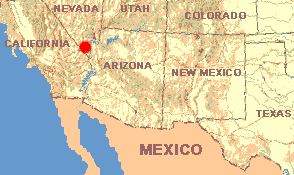 NEVADA UTAH COLORADO
CALIFORNIA
ARIZONA
NEW MEXICO
TEXAS
MEXICO